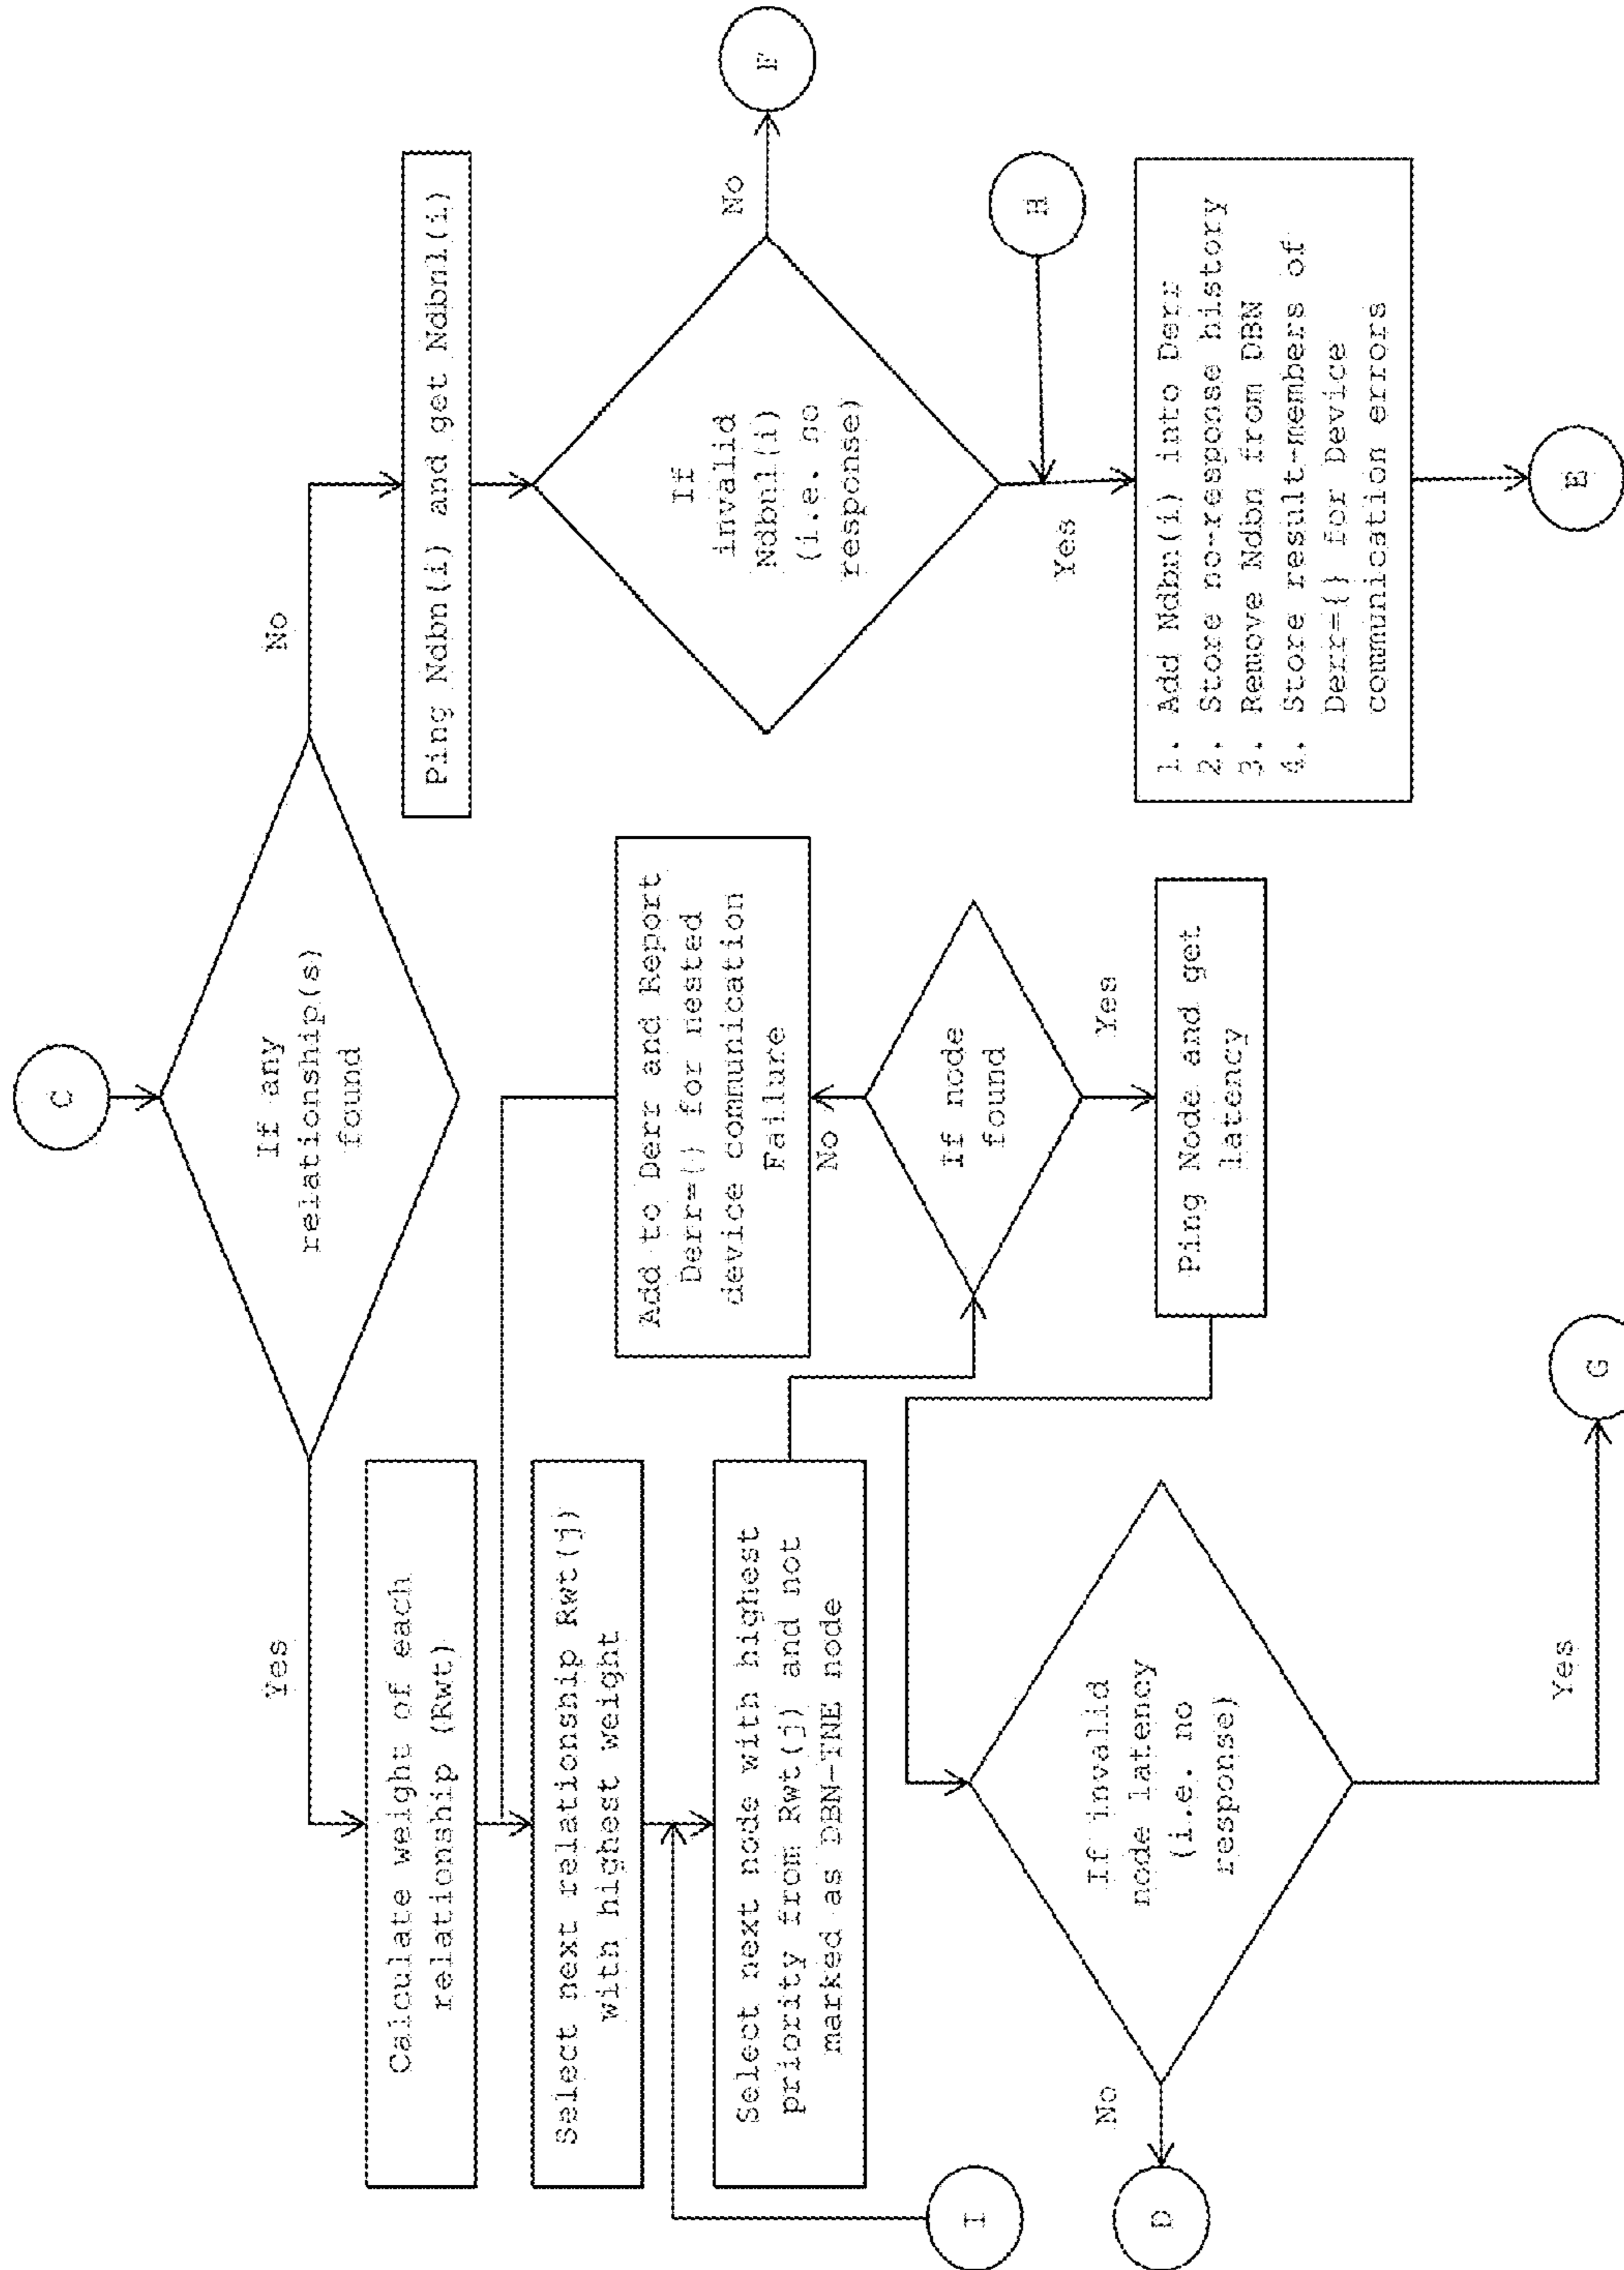 C
If any
relationship(s)
found
Yes
No
Calculate weight of each
relationship (Rwt)
Select next relationship Rwt(j)
with highest weight
Select next node with highest
priority from Rwt(j) and not
marked as DBN-TNE node
I
Add to Derr and Report
Derr={} for nested
device communication
Failure
No
If node
found
Yes
Ping Node and get
latency
If invalid
node latency
(i.e. no
response)
No
D
Yes
G
Ping Ndbn(i) and get Ndbnl(i)
If
invalid
Ndbnl(i)
(i.e. no
response)
No
F
Yes
H
1. Add Ndbn(i) into Derr
2. Store no-response history
3. Remove Ndbn from DBN
4. Store result-members of
Derr={} for Device
communication errors
E